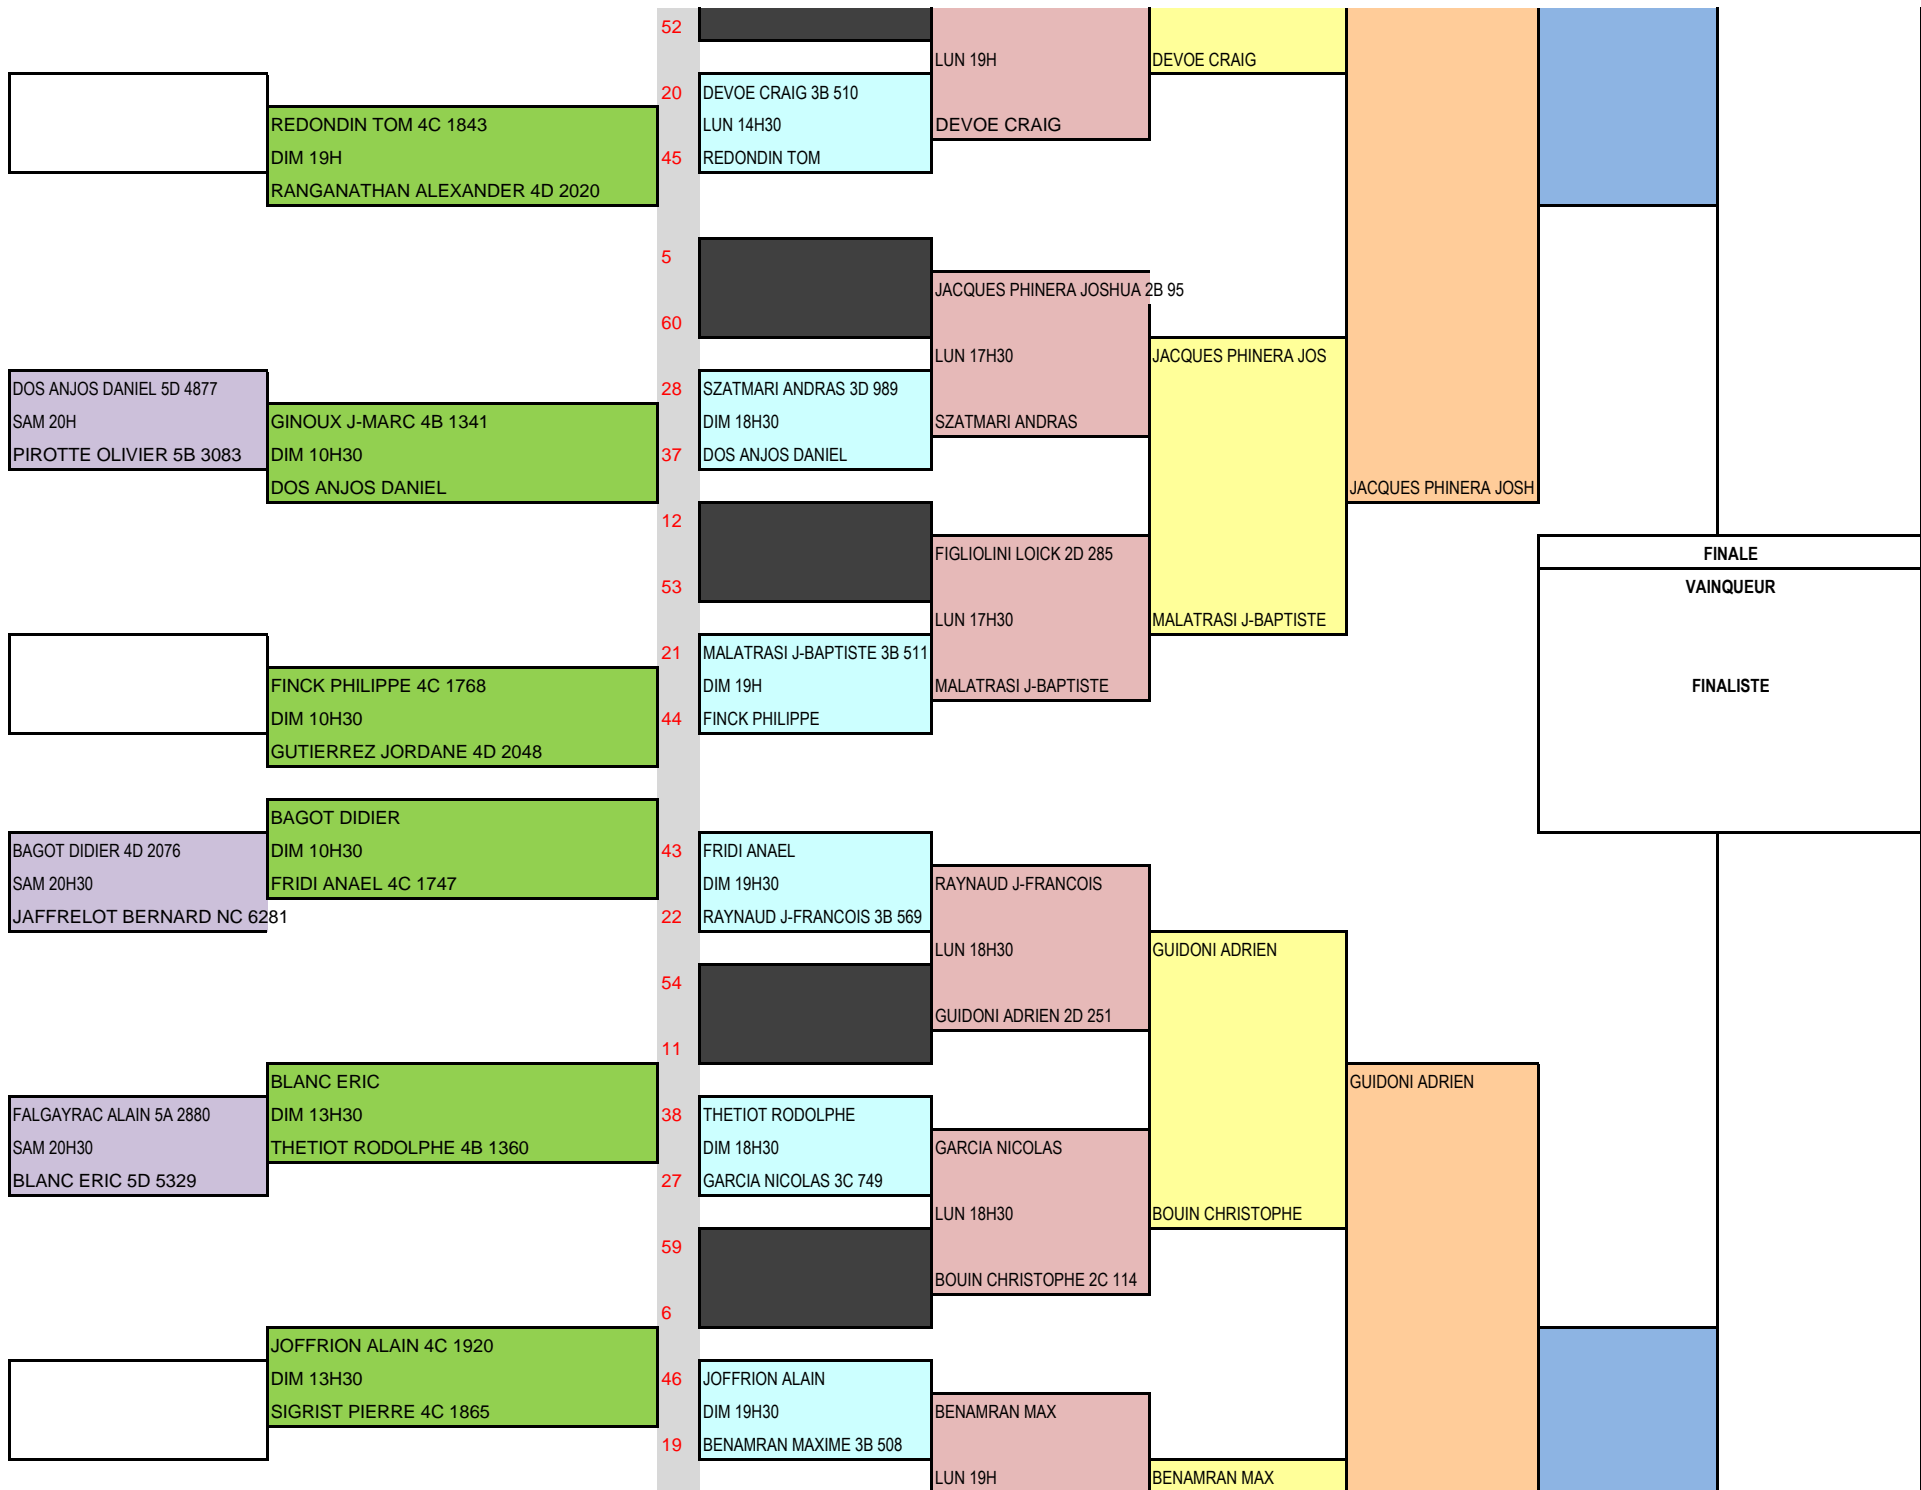 52
LUN 19H
DEVOE CRAIG
20
DEVOE CRAIG 3B 510
REDONDIN TOM 4C 1843
LUN 14H30
DEVOE CRAIG
DIM 19H
45
REDONDIN TOM
RANGANATHAN ALEXANDER 4D 2020
5
JACQUES PHINERA JOSHUA 2B 95
60
LUN 17H30
JACQUES PHINERA JOS
DOS ANJOS DANIEL 5D 4877
28
SZATMARI ANDRAS 3D 989
SAM 20H
GINOUX J-MARC 4B 1341
DIM 18H30
SZATMARI ANDRAS
PIROTTE OLIVIER 5B 3083
DIM 10H30
37
DOS ANJOS DANIEL
DOS ANJOS DANIEL
JACQUES PHINERA JOSH
12
FIGLIOLINI LOICK 2D 285
FINALE
53
VAINQUEUR
LUN 17H30
MALATRASI J-BAPTISTE
21
MALATRASI J-BAPTISTE 3B 511
FINCK PHILIPPE 4C 1768
DIM 19H
MALATRASI J-BAPTISTE
FINALISTE
DIM 10H30
44
FINCK PHILIPPE
GUTIERREZ JORDANE 4D 2048
BAGOT DIDIER
BAGOT DIDIER 4D 2076
DIM 10H30
43
FRIDI ANAEL
SAM 20H30
FRIDI ANAEL 4C 1747
DIM 19H30
RAYNAUD J-FRANCOIS
JAFFRELOT BERNARD NC 6281
22
RAYNAUD J-FRANCOIS 3B 569
LUN 18H30
GUIDONI ADRIEN
54
GUIDONI ADRIEN 2D 251
11
BLANC ERIC
GUIDONI ADRIEN
FALGAYRAC ALAIN 5A 2880
DIM 13H30
38
THETIOT RODOLPHE
SAM 20H30
THETIOT RODOLPHE 4B 1360
DIM 18H30
GARCIA NICOLAS
BLANC ERIC 5D 5329
27
GARCIA NICOLAS 3C 749
LUN 18H30
BOUIN CHRISTOPHE
59
BOUIN CHRISTOPHE 2C 114
6
JOFFRION ALAIN 4C 1920
DIM 13H30
46
JOFFRION ALAIN
SIGRIST PIERRE 4C 1865
DIM 19H30
BENAMRAN MAX
19
BENAMRAN MAXIME 3B 508
LUN 19H
BENAMRAN MAX